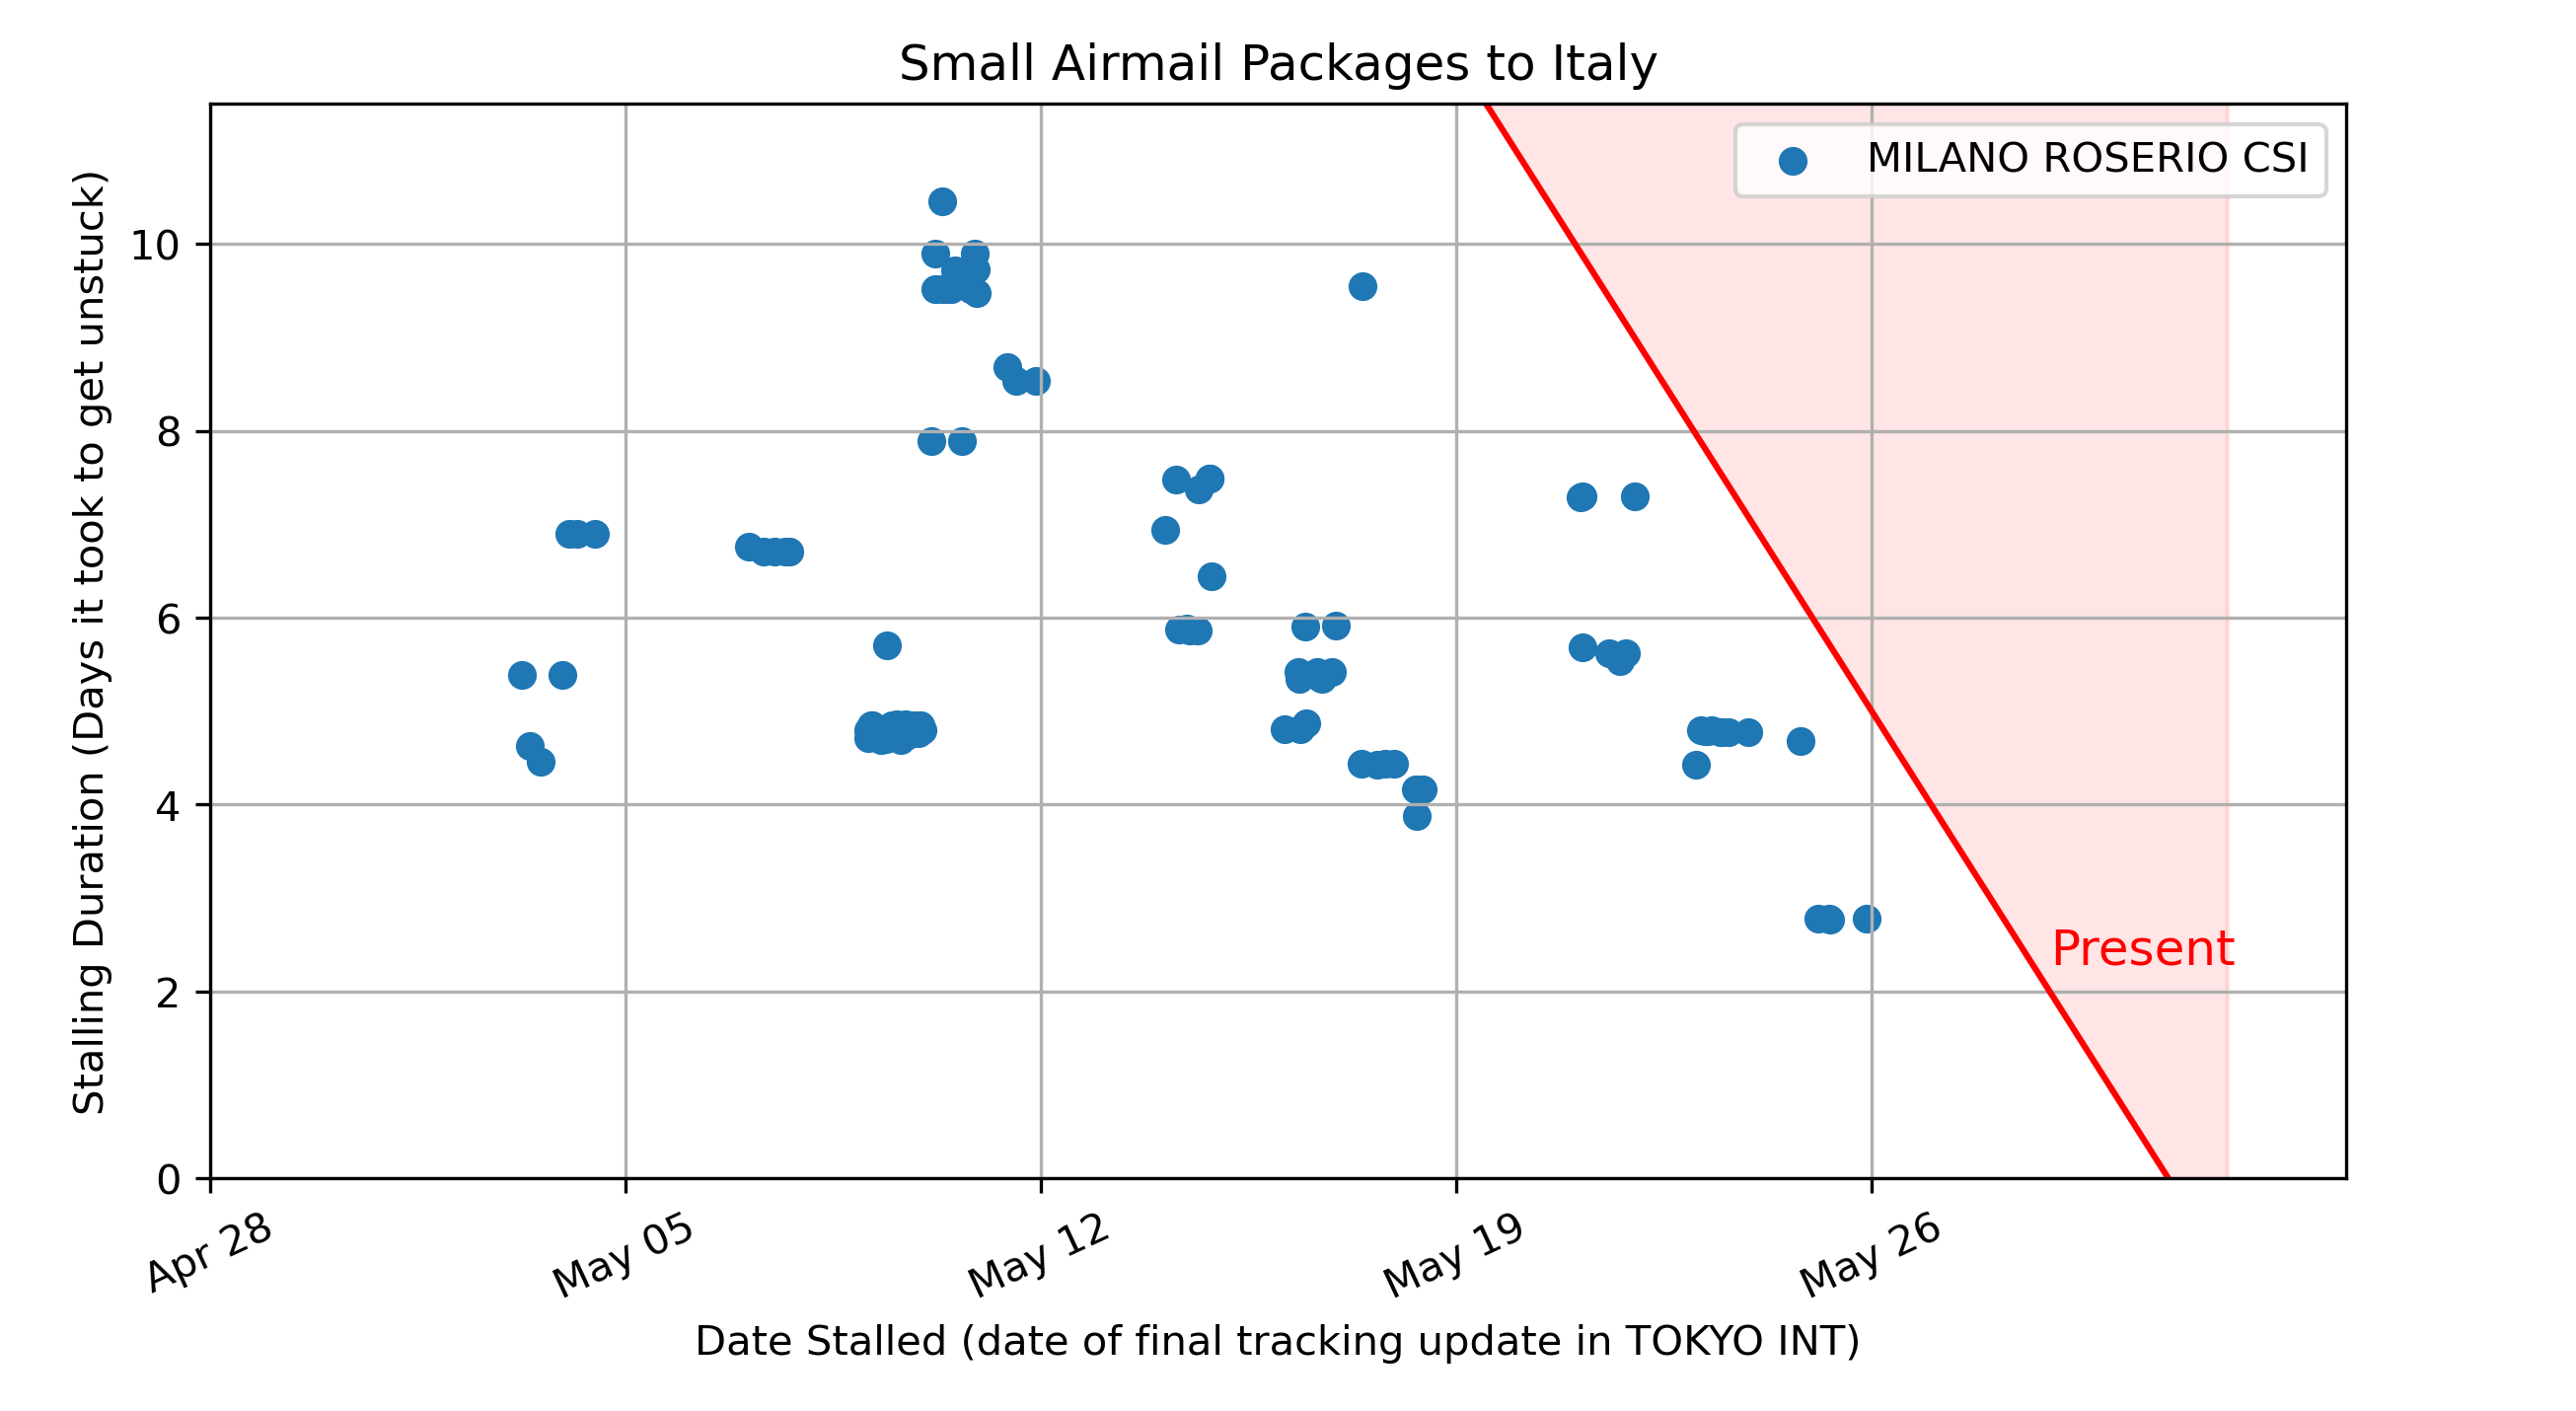 Small Airmail Packages to Italy
MILANO ROSERIO CSI
Stalling Duration (Days it took to get unstuck)
10
8
6
4
2
0
Present
Apr 28
May 05
May 12
May 19
May 26
Date Stalled (date of final tracking update in TOKYO INT)